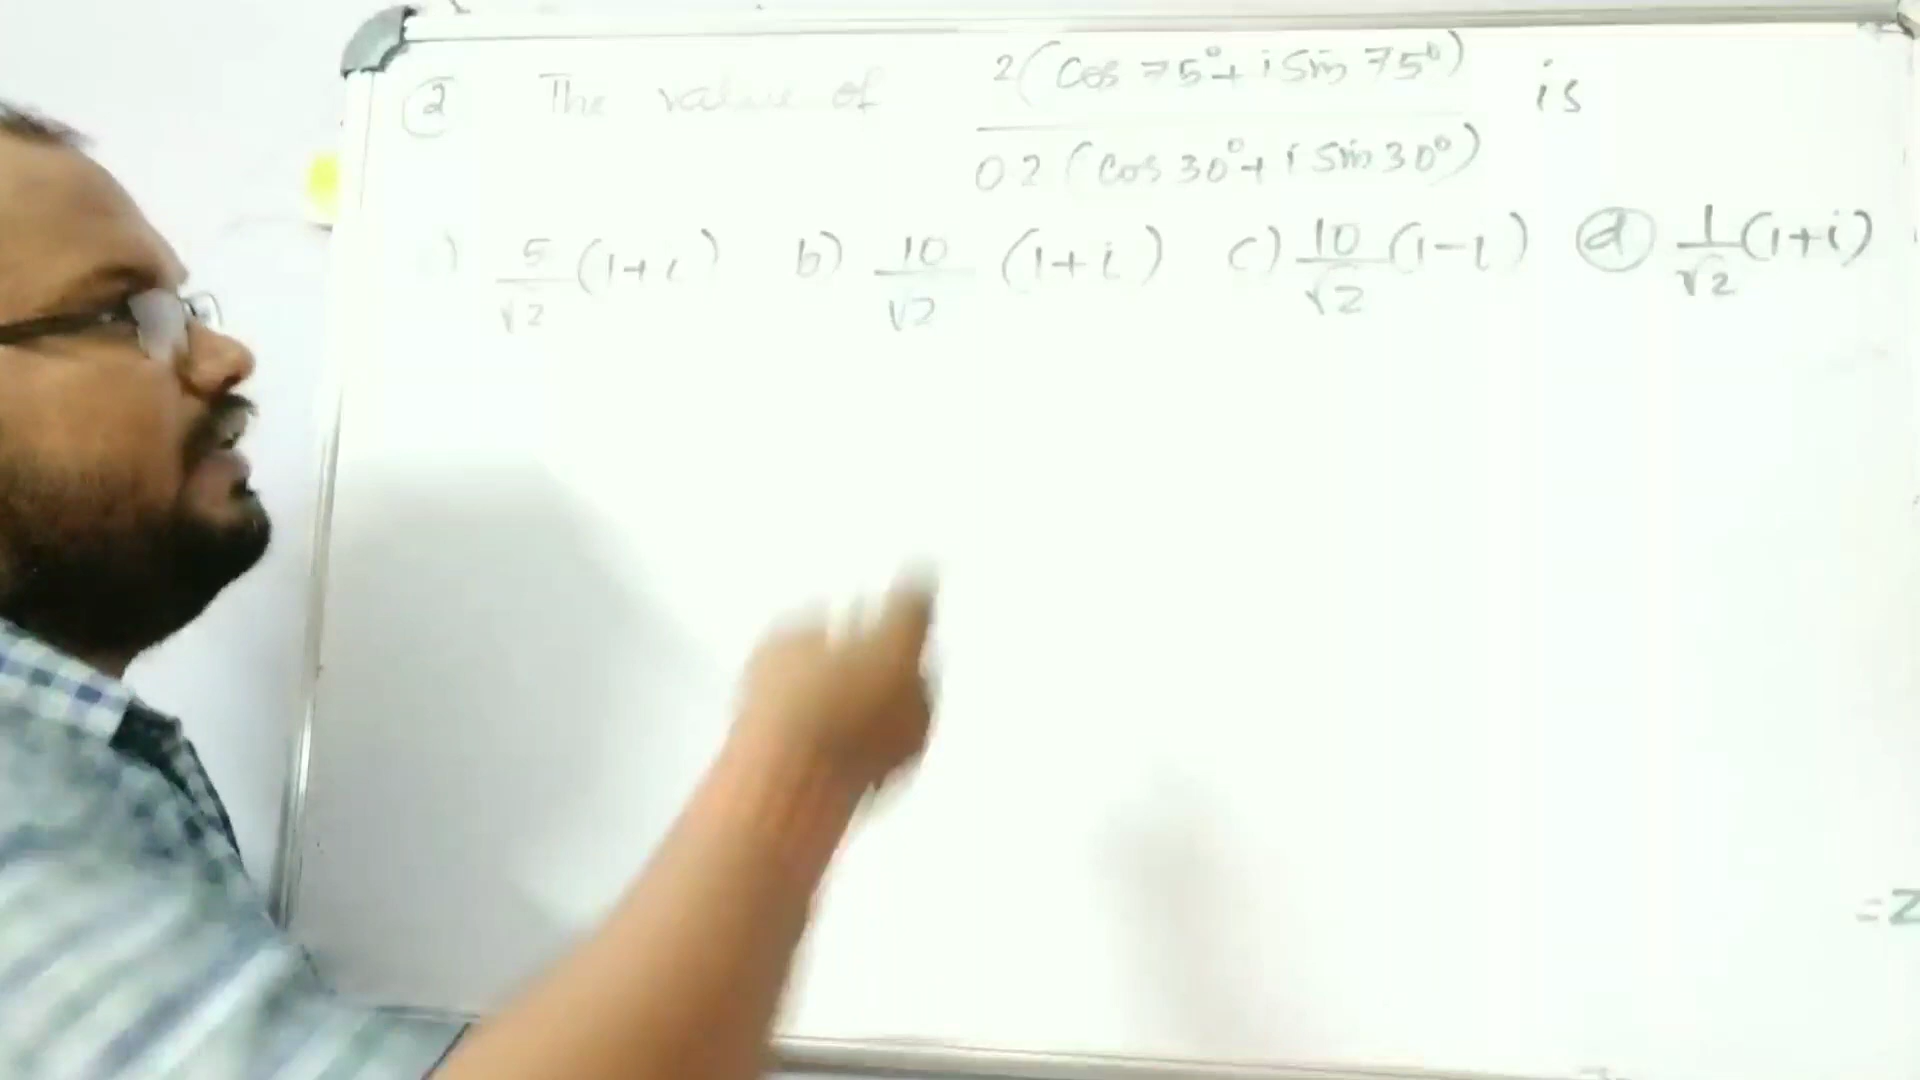 ② The value of 2(cos 75°+ i sin 75°) is
02 (cos 30°+ i sin 30°)
) 5/√2 (1+i) b) 10/√2 (1+i) c) 10/√2 (1-i) ⓓ 1/√2 (1+i)
=2